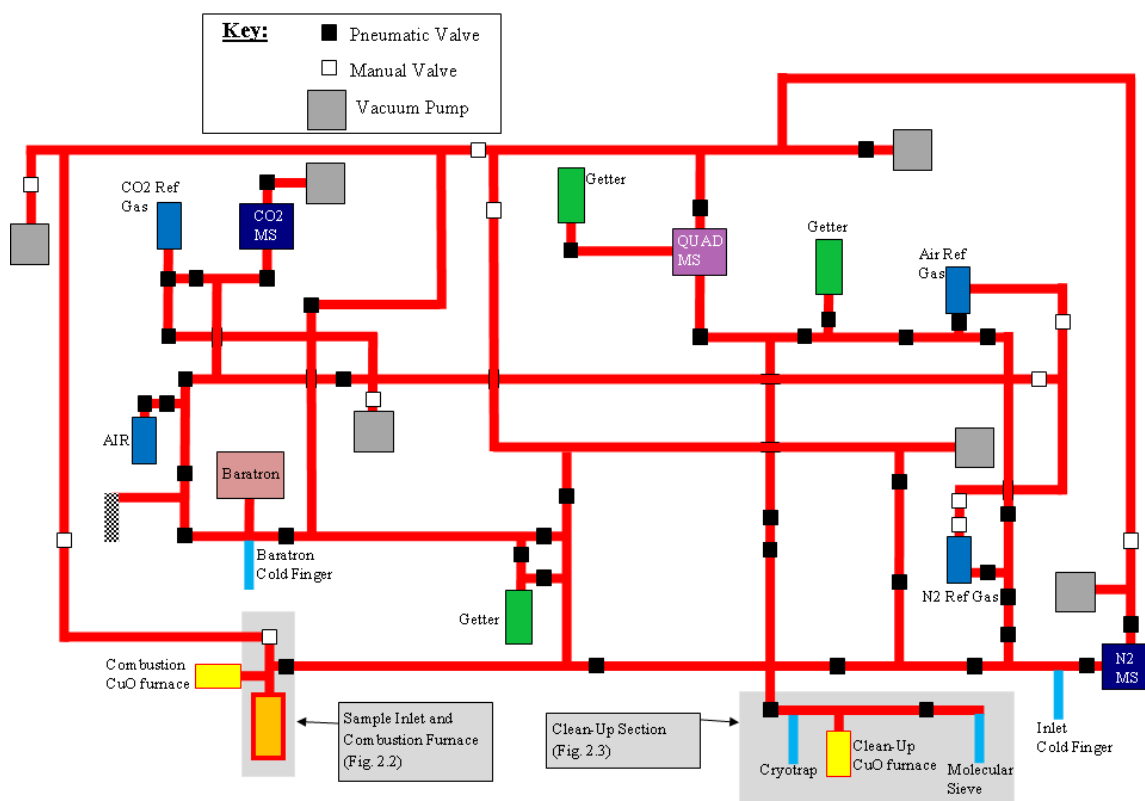 Key:
Pneumatic Valve
Manual Valve
Vacuum Pump
CO2 Ref
Gas
CO2
MS
Getter
QUAD
MS
Getter
Air Ref
Gas
AIR
Baratron
Baratron
Cold Finger
Getter
N2 Ref Gas
N2
MS
Combustion
CuO furnace
Sample Inlet and
Combustion Furnace
(Fig. 2.2)
Clean-Up Section
(Fig. 2.3)
Cryotrap
Clean-Up
CuO furnace
Molecular
Sieve
Inlet
Cold Finger